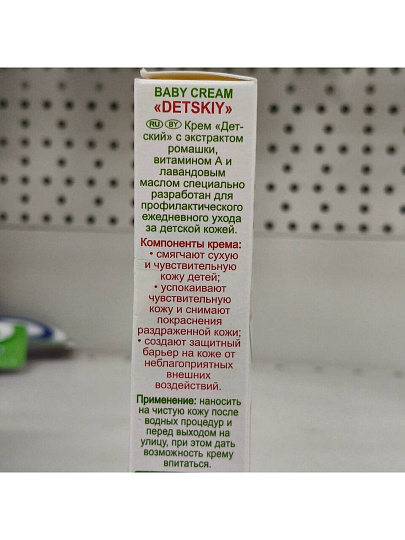 BABY CREAM
«DETSKIY»
RU BY Крем «Дет-
ский» с экстрактом
ромашки,
витамином А и
лавандовым
маслом специально
разработан для
профилактического
ежедневного ухода
за детской кожей.
Компоненты крема:
• смягчают сухую
и чувствительную
кожу детей;
• успокаивают
чувствительную
кожу и снимают
покраснения
раздраженной кожи;
• создают защитный
барьер на коже от
неблагоприятных
внешних
воздействий.
Применение: наносить
на чистую кожу после
водных процедур и
перед выходом на
улицу, при этом дать
возможность крему
впитаться.